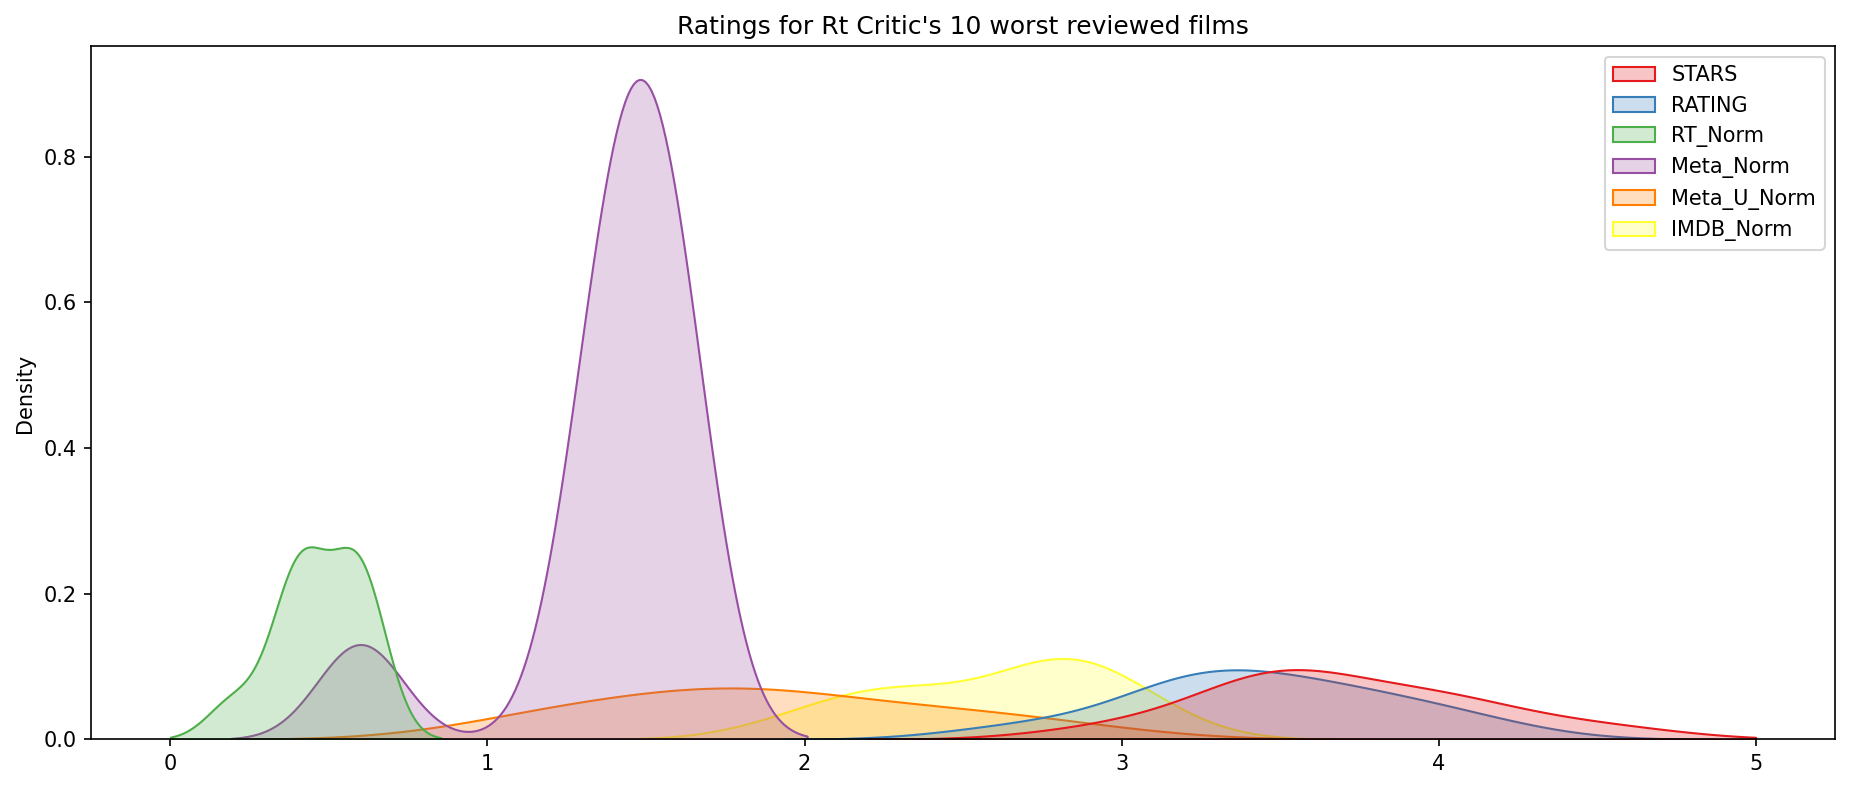 Ratings for Rt Critic's 10 worst reviewed films
STARS
RATING
RT_Norm
Meta_Norm
Meta_U_Norm
IMDB_Norm
Density
0.8
0.6
0.4
0.2
0.0
0 1 2 3 4 5